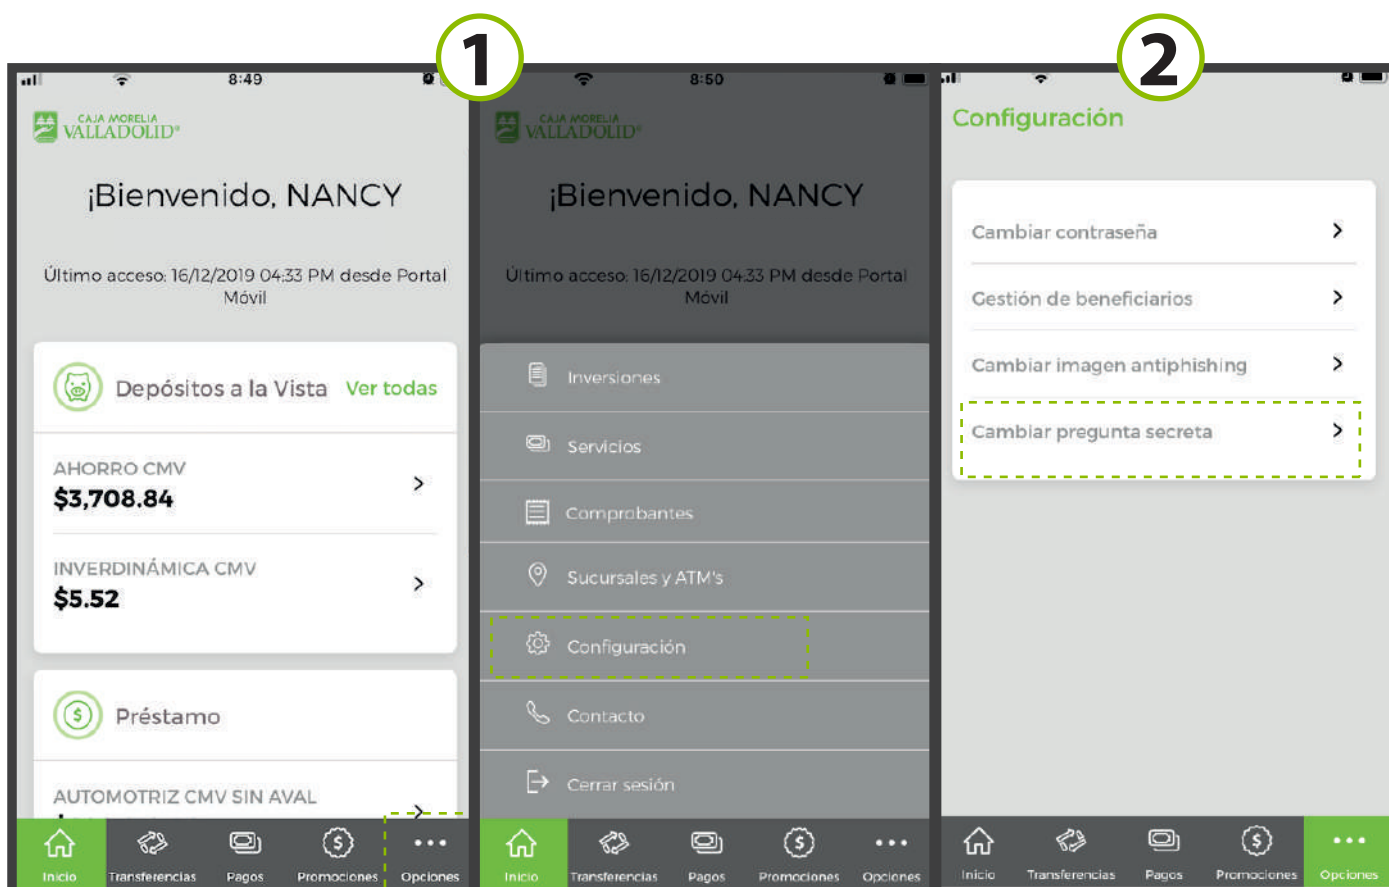 1
2
8:49
CAJA MORELIA
VALLADOLID®
¡Bienvenido, NANCY
Último acceso: 16/12/2019 04:33 PM desde Portal
Móvil
Depósitos a la Vista Ver todas
AHORRO CMV
$3,708.84
INVERDINÁMICA CMV
$5.52
Préstamo
AUTOMOTRIZ CMV SIN AVAL
Inicio Transferencias Pagos Promociones Opciones
8:50
CAJA MORELIA
VALLADOLID®
¡Bienvenido, NANCY
Último acceso: 16/12/2019 04:33 PM desde Portal
Móvil
Inversiones
Servicios
Comprobantes
Sucursales y ATM's
Configuración
Contacto
Cerrar sesión
Inicio Transferencias Pagos Promociones Opciones
Configuración
Cambiar contraseña
Gestión de beneficiarios
Cambiar imagen antiphishing
Cambiar pregunta secreta
Inicio Transferencias Pagos Promociones Opciones